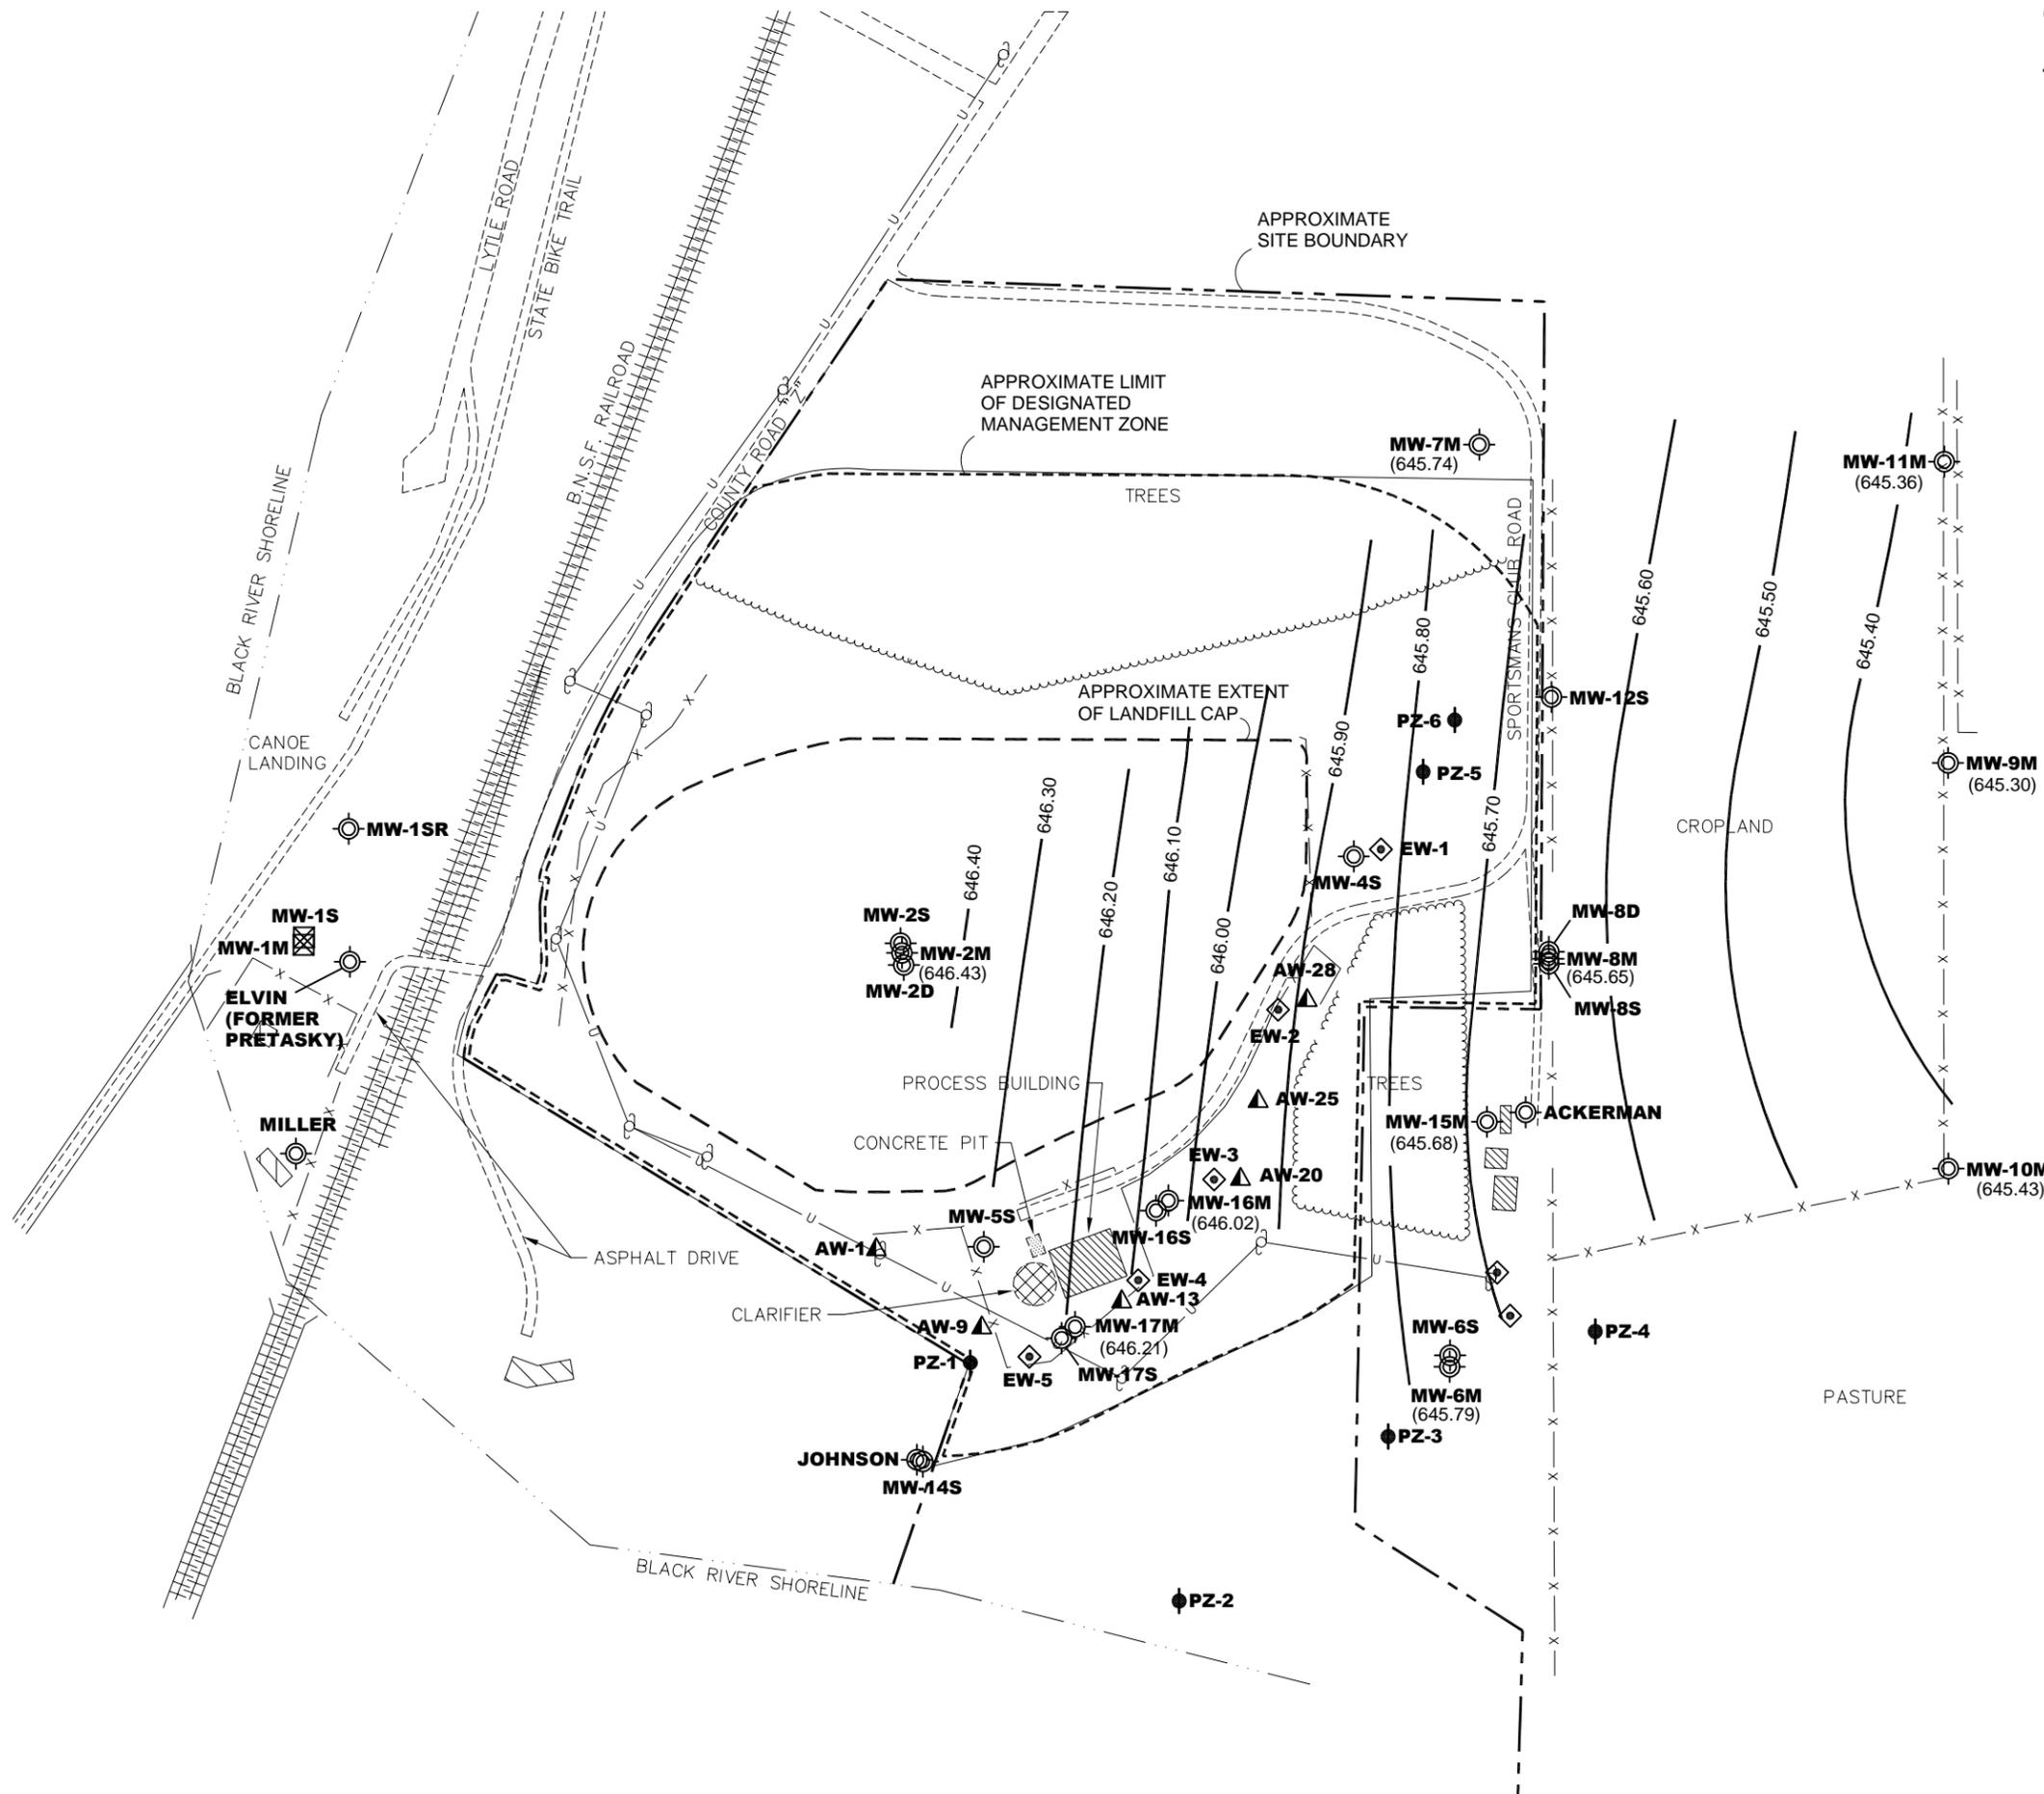 APPROXIMATE
SITE BOUNDARY
LYTLE ROAD
STATE BIKE TRAIL
B.N.S.F. RAILROAD
COUNTY ROAD "Z"
APPROXIMATE LIMIT
OF DESIGNATED
MANAGEMENT ZONE
MW-7M
(645.74)
MW-11M
(645.36)
TREES
BLACK RIVER SHORELINE
SPORTSMANS CLUB ROAD
645.60
645.50
645.40
645.80
APPROXIMATE EXTENT
OF LANDFILL CAP
MW-12S
PZ-6
645.90
CANOE
LANDING
PZ-5
MW-9M
(645.30)
646.30
645.70
CROPLAND
MW-1SR
646.10
646.40
EW-1
MW-4S
646.20
MW-1S
MW-1M
MW-2S
MW-2M
(646.43)
MW-2D
646.00
MW-8D
MW-8M
(645.65)
MW-8S
AW-28
EW-2
ELVIN
(FORMER
PRETASKY)
PROCESS BUILDING
TREES
AW-25
MILLER
CONCRETE PIT
MW-15M
(645.68)
ACKERMAN
EW-3
AW-20
MW-10M
(645.43)
MW-16M
(646.02)
MW-16S
MW-5S
AW-1
ASPHALT DRIVE
EW-4
AW-13
CLARIFIER
AW-9
MW-17M
(646.21)
MW-17S
MW-6S
PZ-4
PZ-1
EW-5
MW-6M
(645.79)
PASTURE
PZ-3
JOHNSON
MW-14S
BLACK RIVER SHORELINE
PZ-2